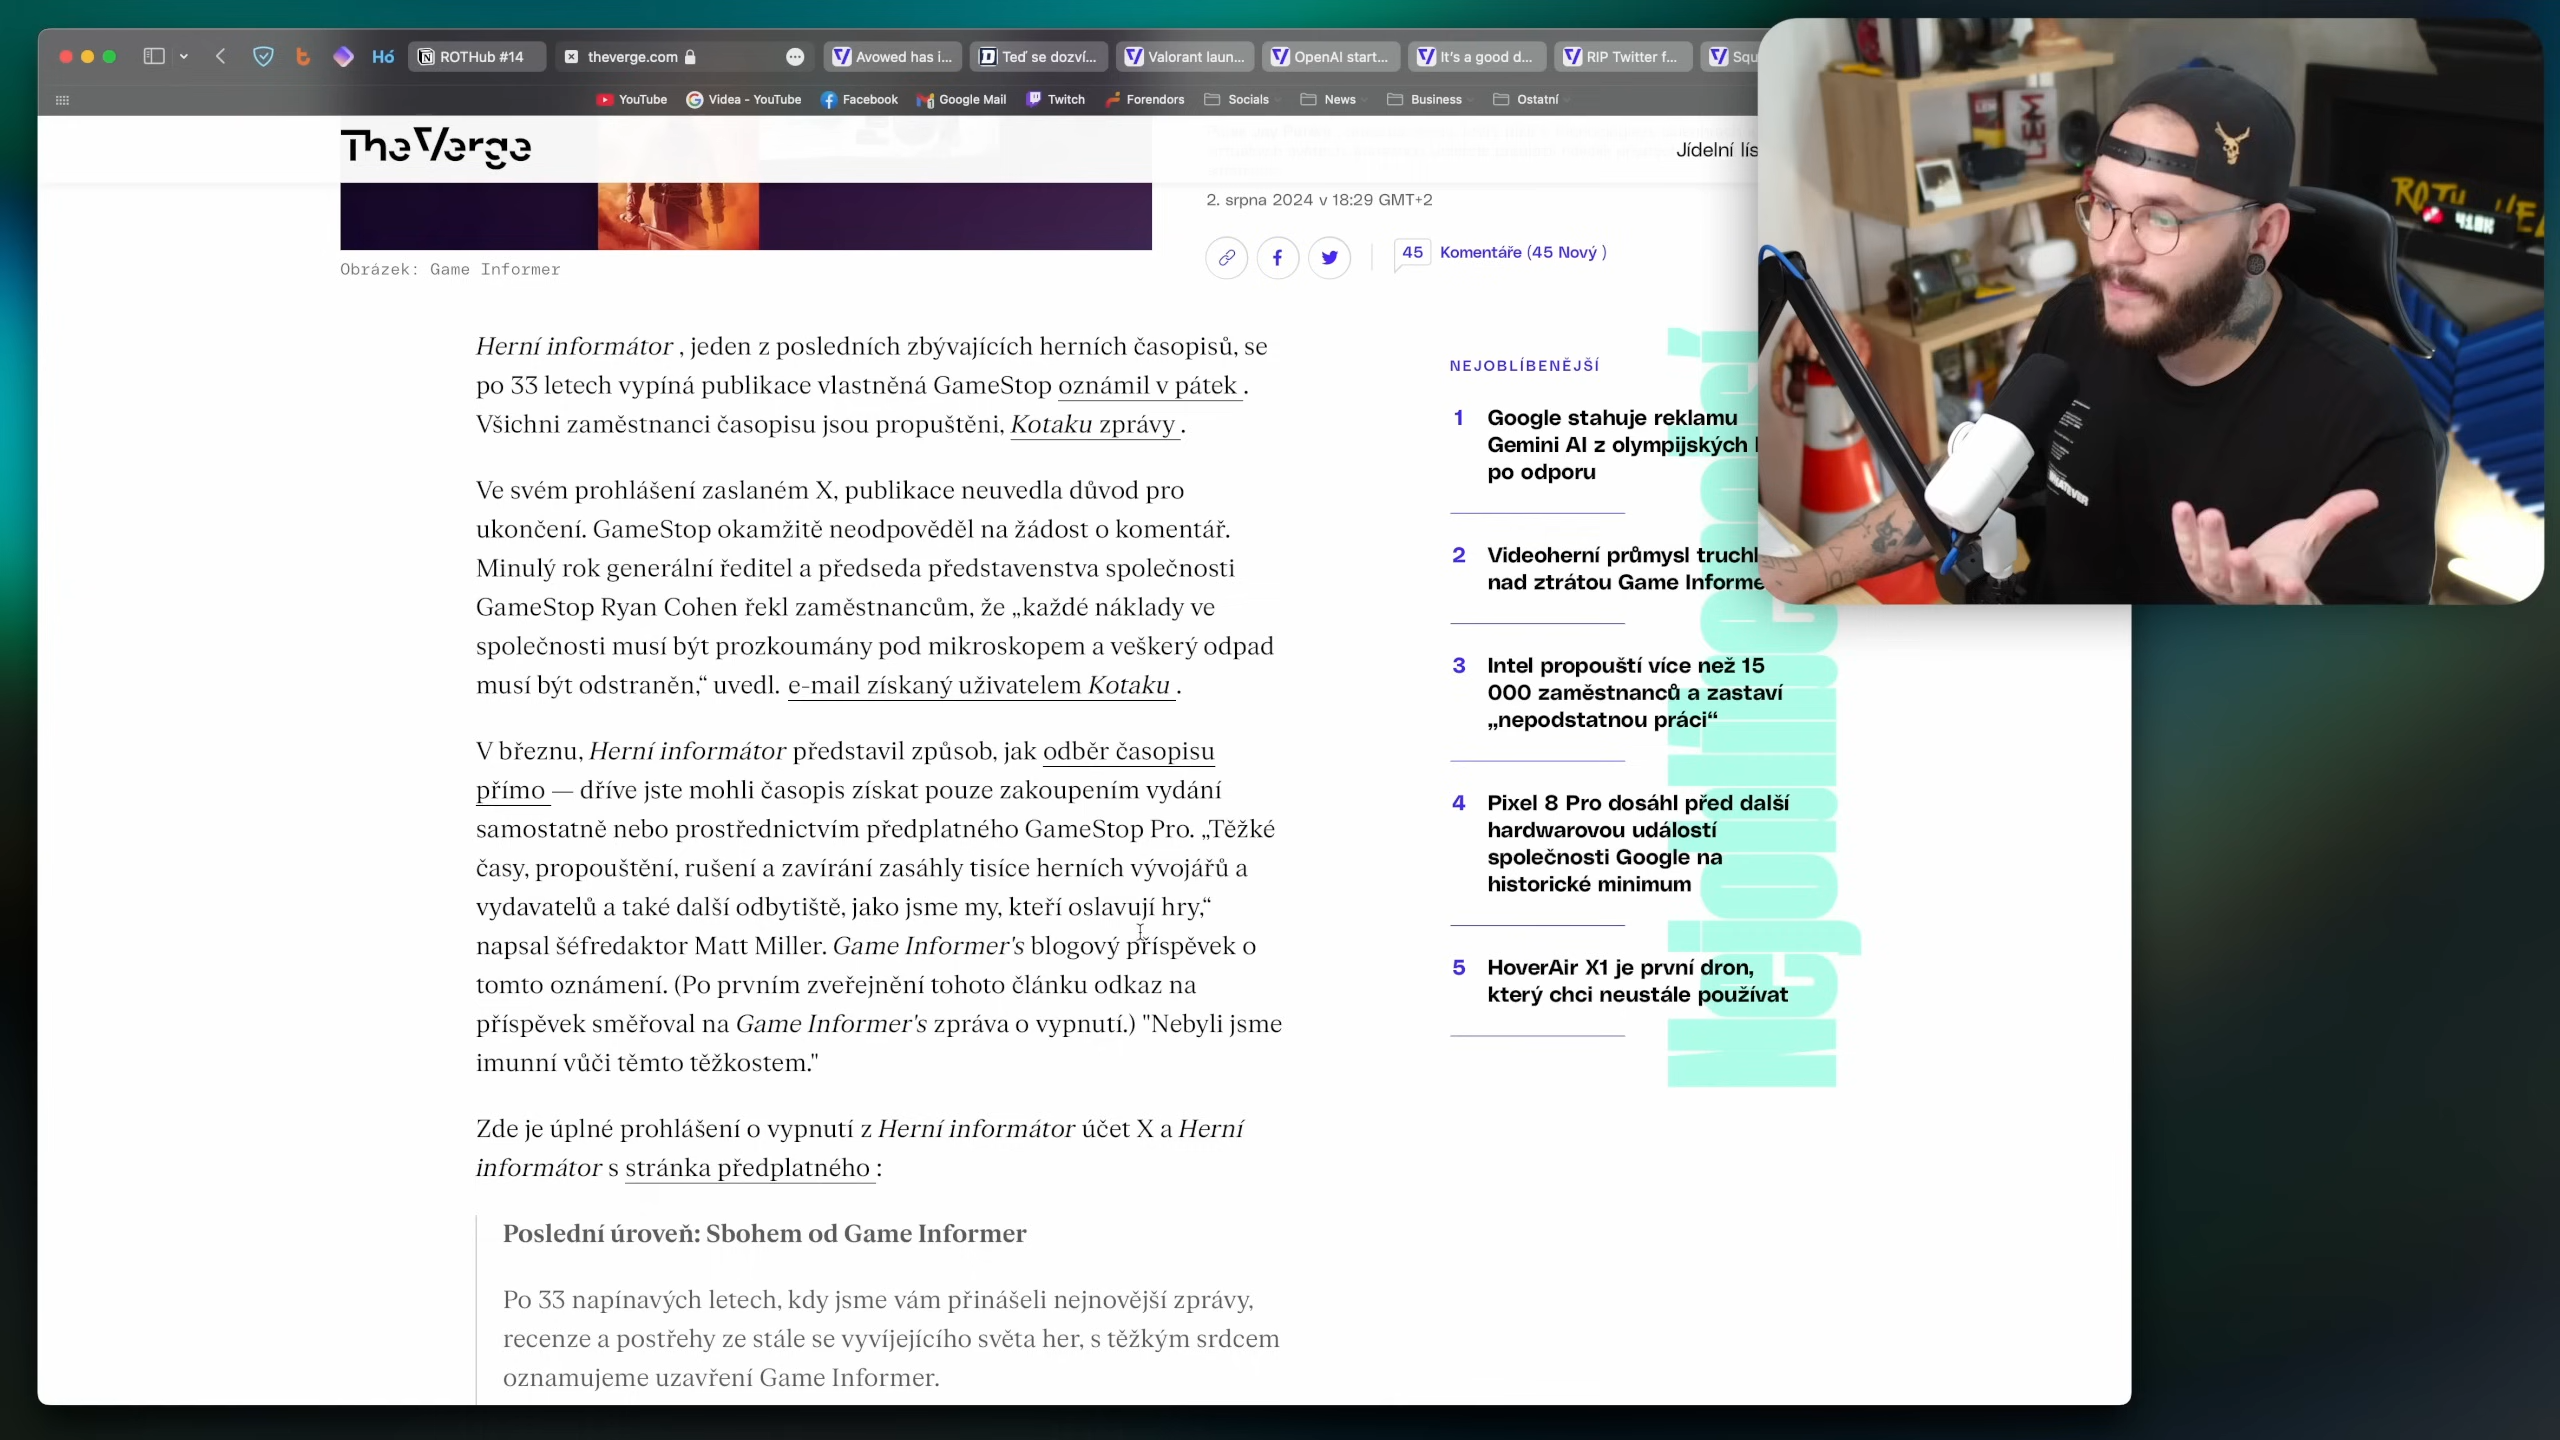 Hó
ROTHub #14
theverge.com
Avowed has i...
Teď se dozví...
Valorant laun...
OpenAI start...
It's a good d...
RIP Twitter f...
YouTube
Videa - YouTube
Facebook
Google Mail
Twitch
Forendors
Socials
News
Business
Ostatní
The Verge
2. srpna 2024 v 18:29 GMT+2
45
Komentáře (45 Nový )
Obrázek: Game Informer
Herní informátor , jeden z posledních zbývajících herních časopisů, se
po 33 letech vypíná publikace vlastněná GameStop oznámil v pátek .
Všichni zaměstnanci časopisu jsou propuštěni, Kotaku zprávy .
Ve svém prohlášení zaslaném X, publikace neuvedla důvod pro
ukončení. GameStop okamžitě neodpověděl na žádost o komentář.
Minulý rok generální ředitel a předseda představenstva společnosti
GameStop Ryan Cohen řekl zaměstnancům, že „každé náklady ve
společnosti musí být prozkoumány pod mikroskopem a veškerý odpad
musí být odstraněn,“ uvedl. e-mail získaný uživatelem Kotaku .
V březnu, Herní informátor představil způsob, jak odběr časopisu
přímo — dříve jste mohli časopis získat pouze zakoupením vydání
samostatně nebo prostřednictvím předplatného GameStop Pro. „Těžké
časy, propouštění, rušení a zavírání zasáhly tisíce herních vývojářů a
vydavatelů a také další odbytiště, jako jsme my, kteří oslavují hry,“
napsal šéfredaktor Matt Miller. Game Informer's blogový příspěvek o
tomto oznámení. (Po prvním zveřejnění tohoto článku odkaz na
příspěvek směřoval na Game Informer's zpráva o vypnutí.) "Nebyli jsme
imunní vůči těmto těžkostem."
Zde je úplné prohlášení o vypnutí z Herní informátor účet X a Herní
informátor s stránka předplatného :
Poslední úroveň: Sbohem od Game Informer
Po 33 napínavých letech, kdy jsme vám přinášeli nejnovější zprávy,
recenze a postřehy ze stále se vyvíjejícího světa her, s těžkým srdcem
oznamujeme uzavření Game Informer.
Jídelní
NEJOBLÍBENĚJŠÍ
1 Google stahuje reklamu
Gemini AI z olympijských
po odporu
2 Videoherní průmysl
nad ztrátou Game
3 Intel propouští více než 15
000 zaměstnanců a zastaví
„nepodstatnou práci“
4 Pixel 8 Pro dosáhl před další
hardwarovou událostí
společnosti Google na
historické minimum
5 HoverAir X1 je první dron,
který chci neustále používat
LEM
410K